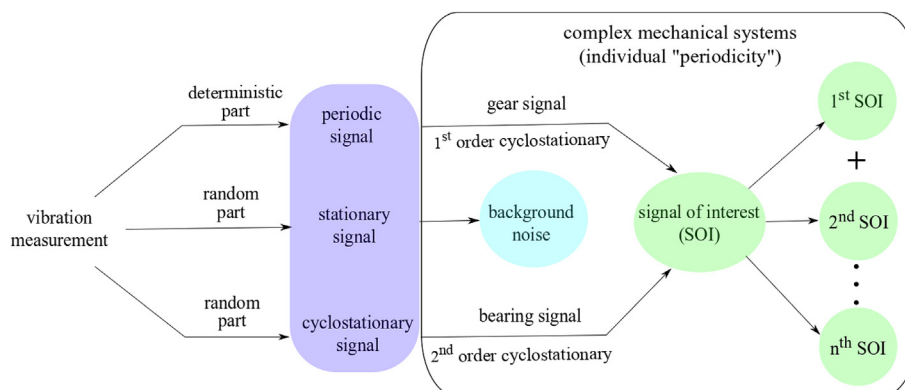 complex mechanical systems
(individual "periodicity")
deterministic
part
periodic
signal
gear signal
1st order cyclostationary
1st SOI
+
random
part
vibration
measurement
stationary
signal
background
noise
signal of interest
(SOI)
2nd SOI
random
part
cyclostationary
signal
bearing signal
2nd order cyclostationary
nth SOI